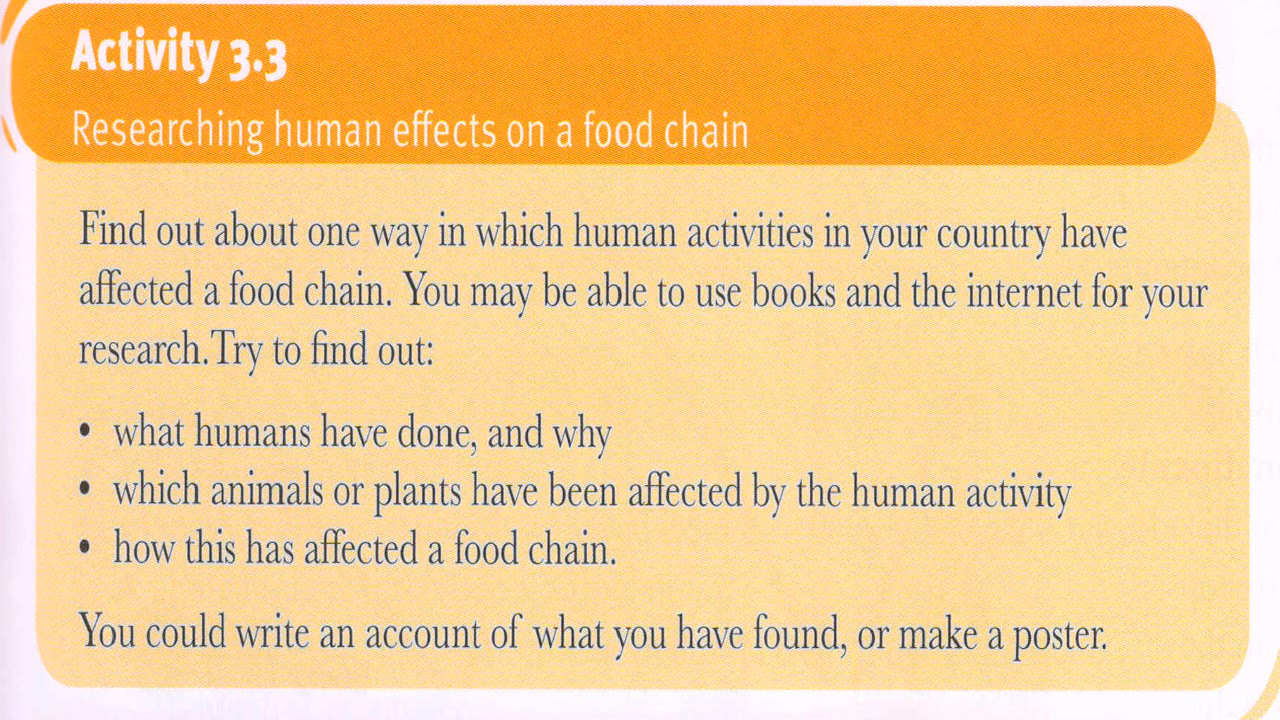 Activity 3.3
Researching human effects on a food chain
Find out about one way in which human activities in your country have
affected a food chain. You may be able to use books and the internet for your
research. Try to find out:
• what humans have done, and why
• which animals or plants have been affected by the human activity
• how this has affected a food chain.
You could write an account of what you have found, or make a poster.